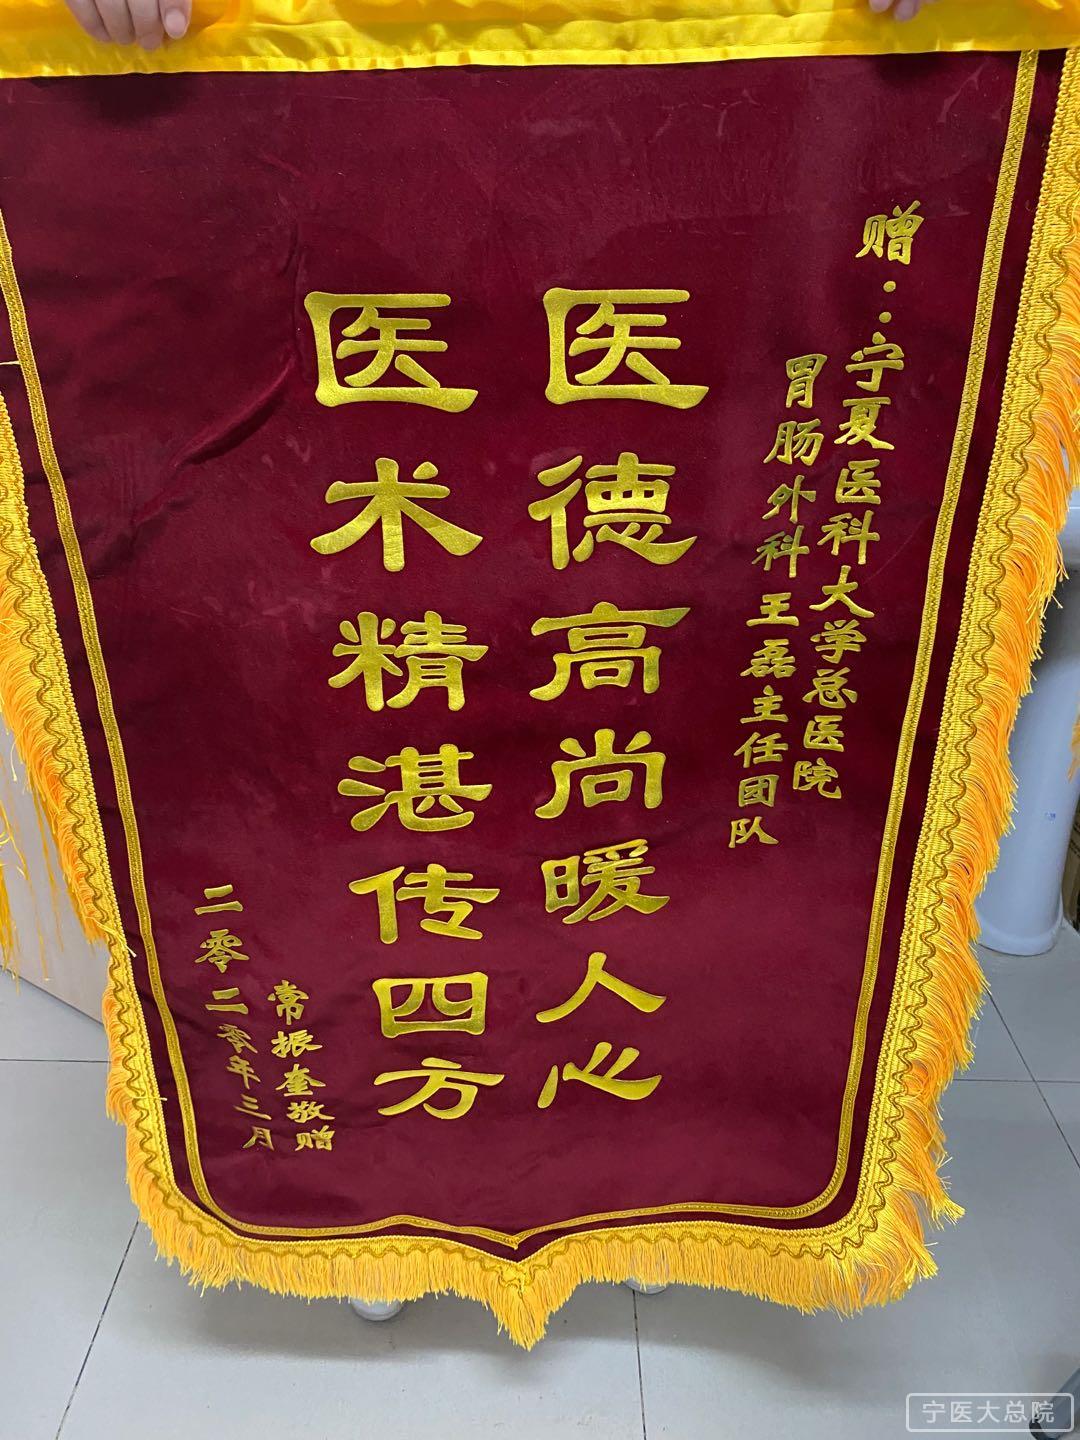 赠：宁夏医科大学总医院
胃肠外科王磊主任团队
医德高尚暖人心
医术精湛传四方
常振奎敬赠
二零二零年三月
宁医大总院